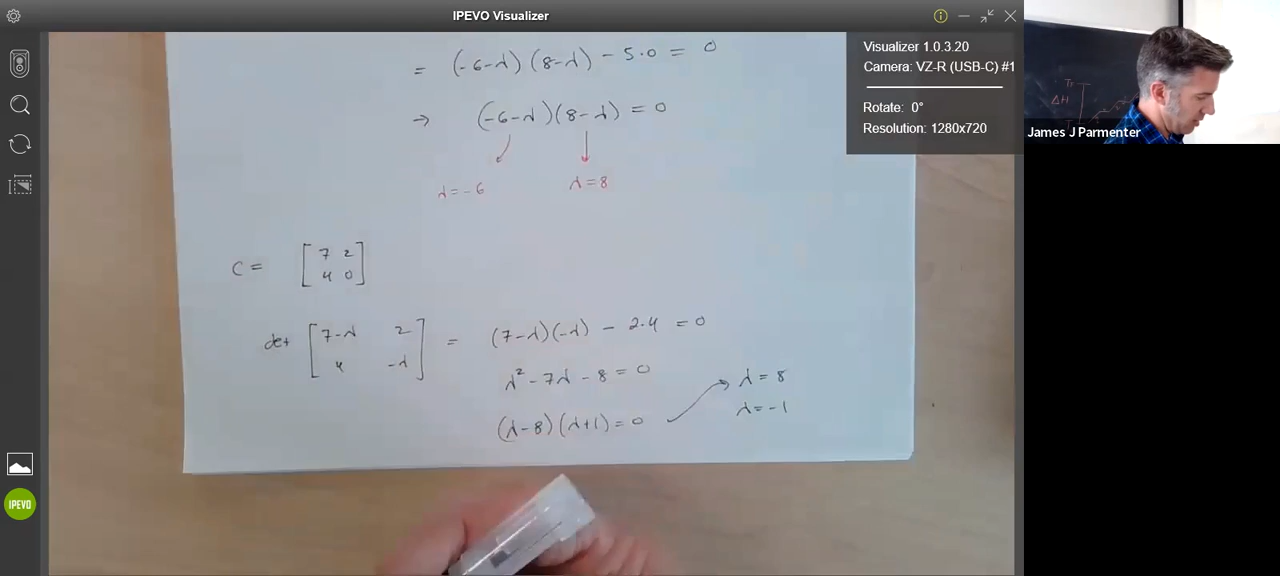 IPEVO Visualizer
Visualizer 1.0.3.20
Camera: VZ-R (USB-C) #1
Rotate: 0°
Resolution: 1280x720
James J Parmenter
ΔH
= (-6-λ)(8-λ) - 5·0 = 0
→ (-6-λ)(8-λ) = 0
λ=-6 λ=8
C = [7 2
4 0]
det [7-λ 2
4 -λ] = (7-λ)(-λ) - 2·4 = 0
λ² - 7λ - 8 = 0
(λ-8)(λ+1) = 0
λ = 8
λ = -1
IPEVO